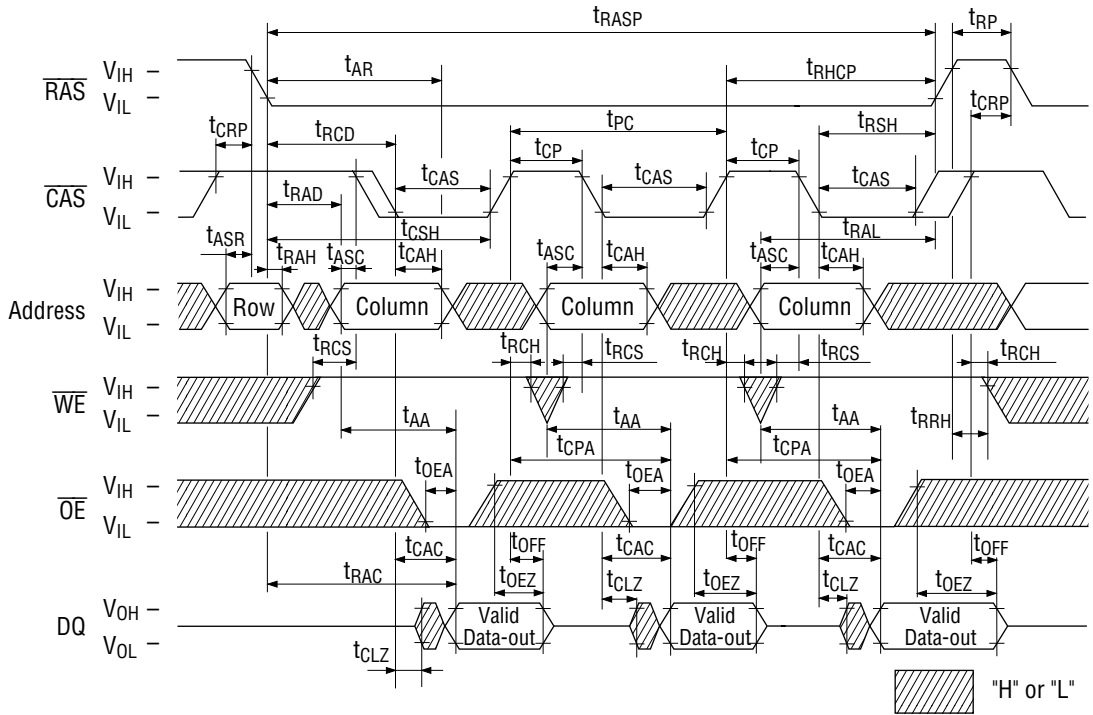 tRASP tRP
tAR tRHCP
RAS VIH VIL
tCRP tRCD tPC tRSH tCRP
tCP tCP
CAS VIH VIL
tRAD tCAS tCAS tCAS
tCSH tRAL
tASR tRAH tASC tCAH tASC tCAH tASC tCAH
Address VIH VIL
Row Column Column Column
tRCS tRCH tRCS tRCH tRCS tRCH
WE VIH VIL
tAA tAA tAA tRRH
tCPA tCPA
tOEA tOEA tOEA
OE VIH VIL
tCAC tOFF tCAC tOFF tCAC tOFF
tRAC tOEZ tCLZ tOEZ tCLZ tOEZ
DQ VOH VOL
Valid Data-out Valid Data-out Valid Data-out
tCLZ
"H" or "L"